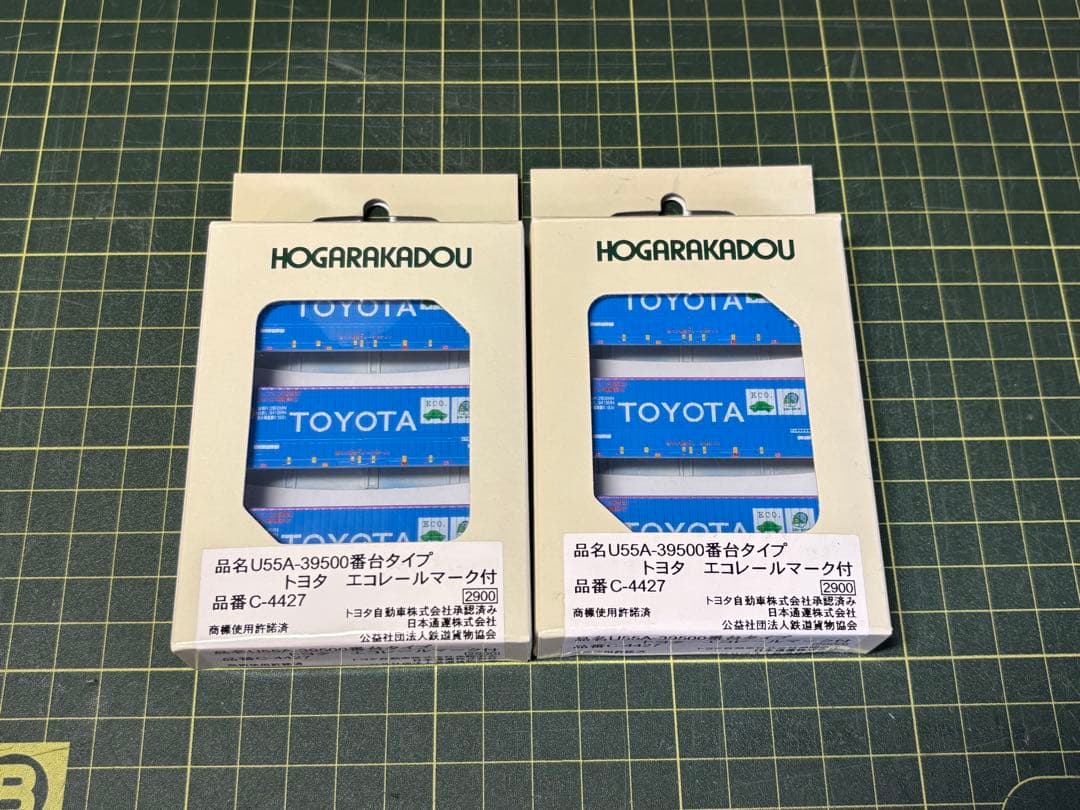 HOGARAKADOU
TOYOTA
TOYOTA
ECO.
TOYOTA
ECO.
品名U55A-39500番台タイプ
トヨタ エコレールマーク付
品番C-4427
2900
商標使用許諾済
トヨタ自動車株式会社承認済み
日本通運株式会社
公益社団法人鉄道貨物協会
HOGARAKADOU
TOYOTA
TOYOTA
ECO.
TOYOTA
ECO.
品名U55A-39500番台タイプ
トヨタ エコレールマーク付
品番C-4427
2900
商標使用許諾済
トヨタ自動車株式会社承認済み
日本通運株式会社
公益社団法人鉄道貨物協会